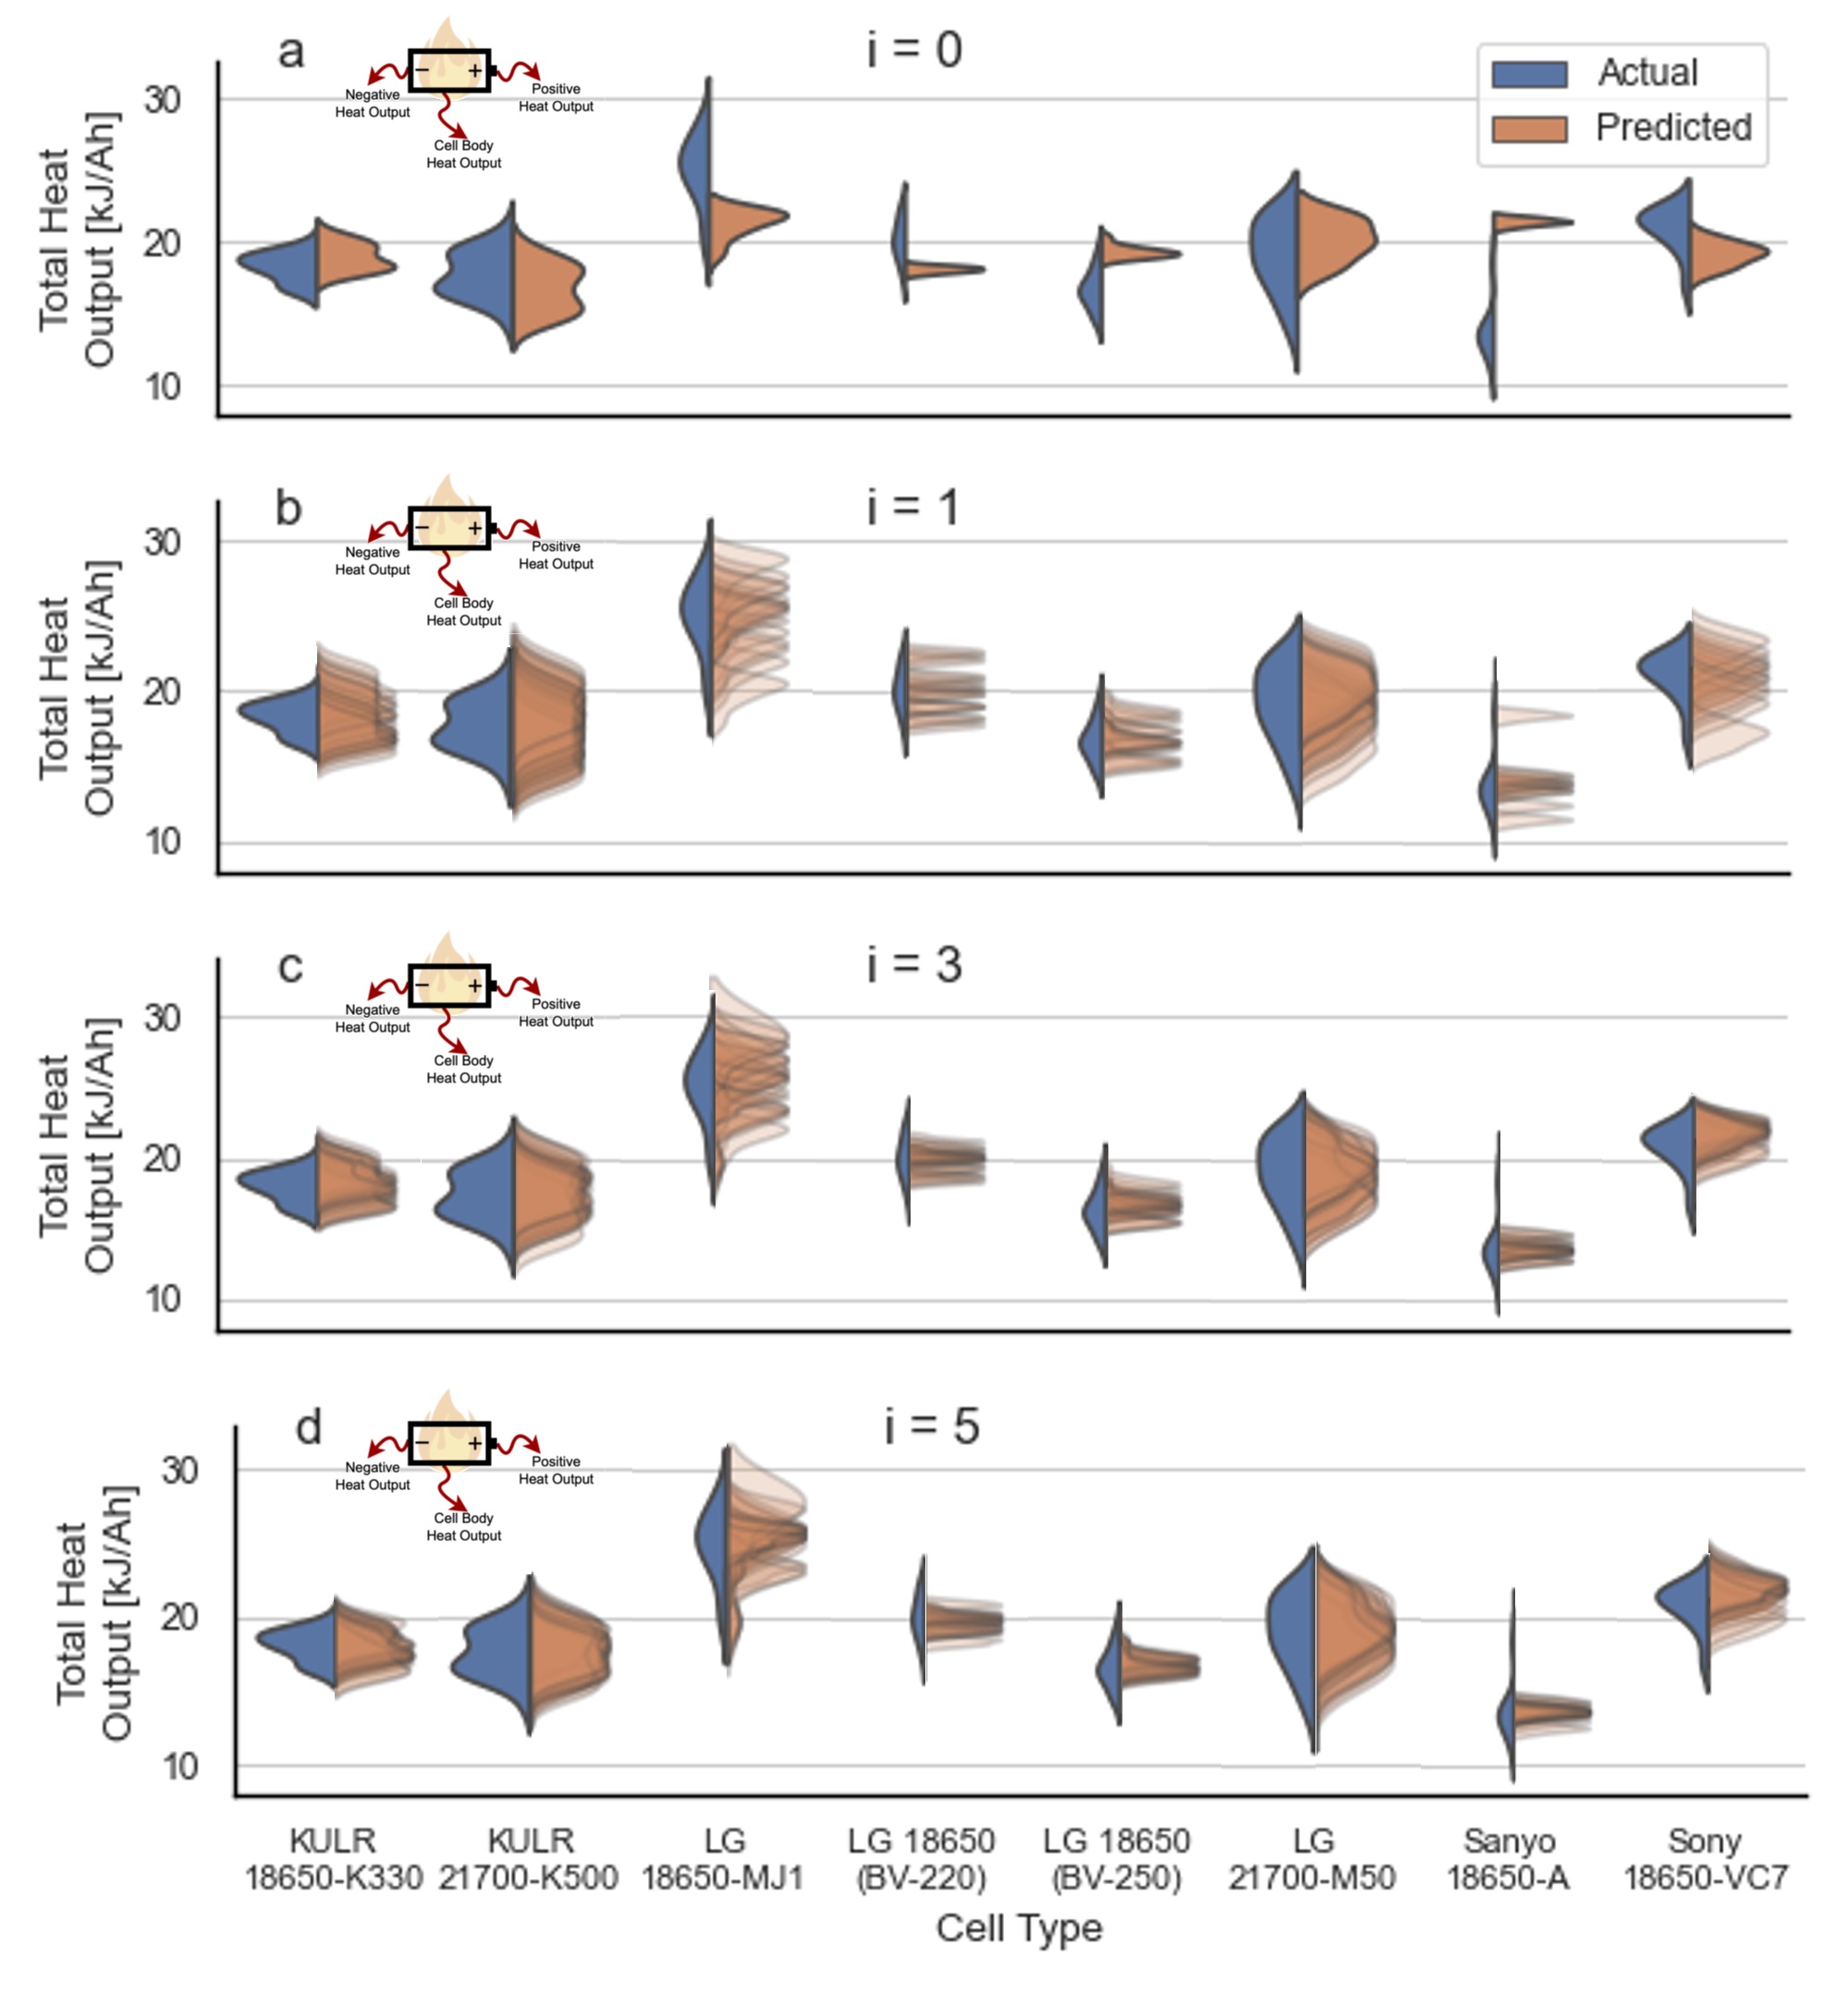 a
i = 0
Actual
Predicted
− +
Negative
Heat Output
Positive
Heat Output
Cell Body
Heat Output
Total Heat
Output [kJ/Ah]
30
20
10
b
i = 1
− +
Negative
Heat Output
Positive
Heat Output
Cell Body
Heat Output
Total Heat
Output [kJ/Ah]
30
20
10
c
i = 3
− +
Negative
Heat Output
Positive
Heat Output
Cell Body
Heat Output
Total Heat
Output [kJ/Ah]
30
20
10
d
i = 5
− +
Negative
Heat Output
Positive
Heat Output
Cell Body
Heat Output
Total Heat
Output [kJ/Ah]
30
20
10
KULR
18650-K330
KULR
21700-K500
LG
18650-MJ1
LG 18650
(BV-220)
LG 18650
(BV-250)
LG
21700-M50
Sanyo
18650-A
Sony
18650-VC7
Cell Type